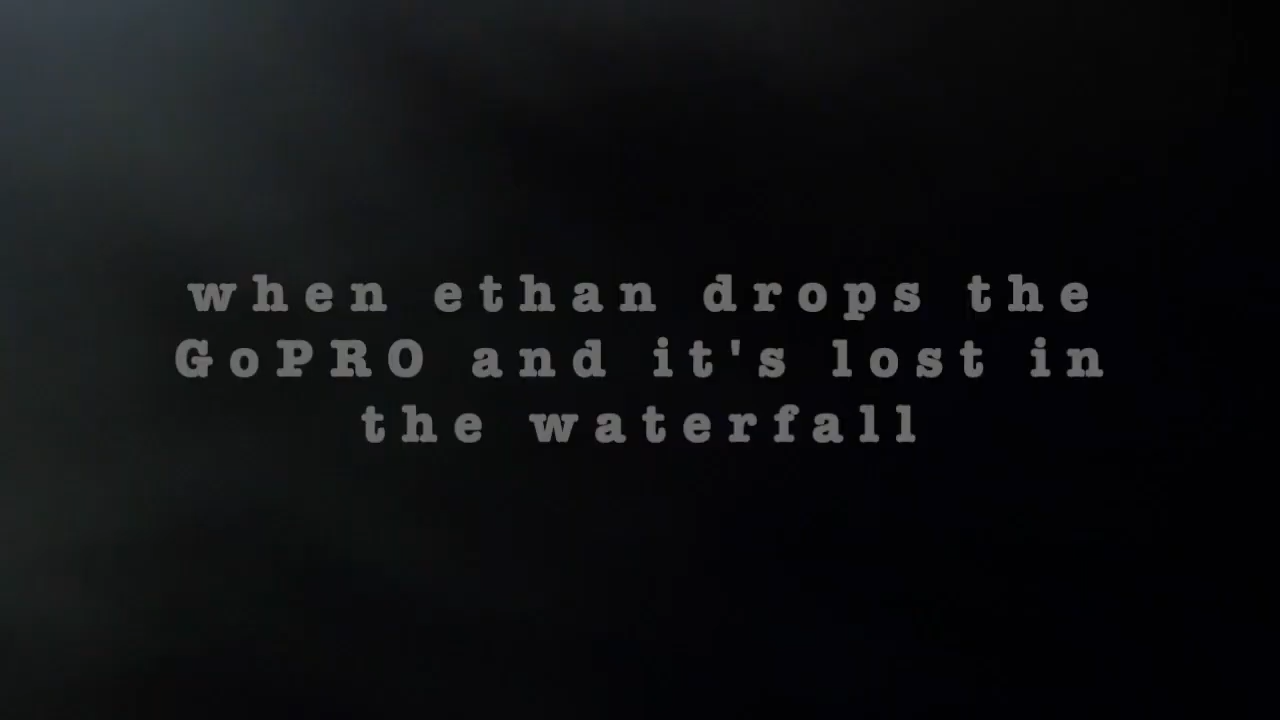 when ethan drops the
GoPRO and it's lost in
the waterfall